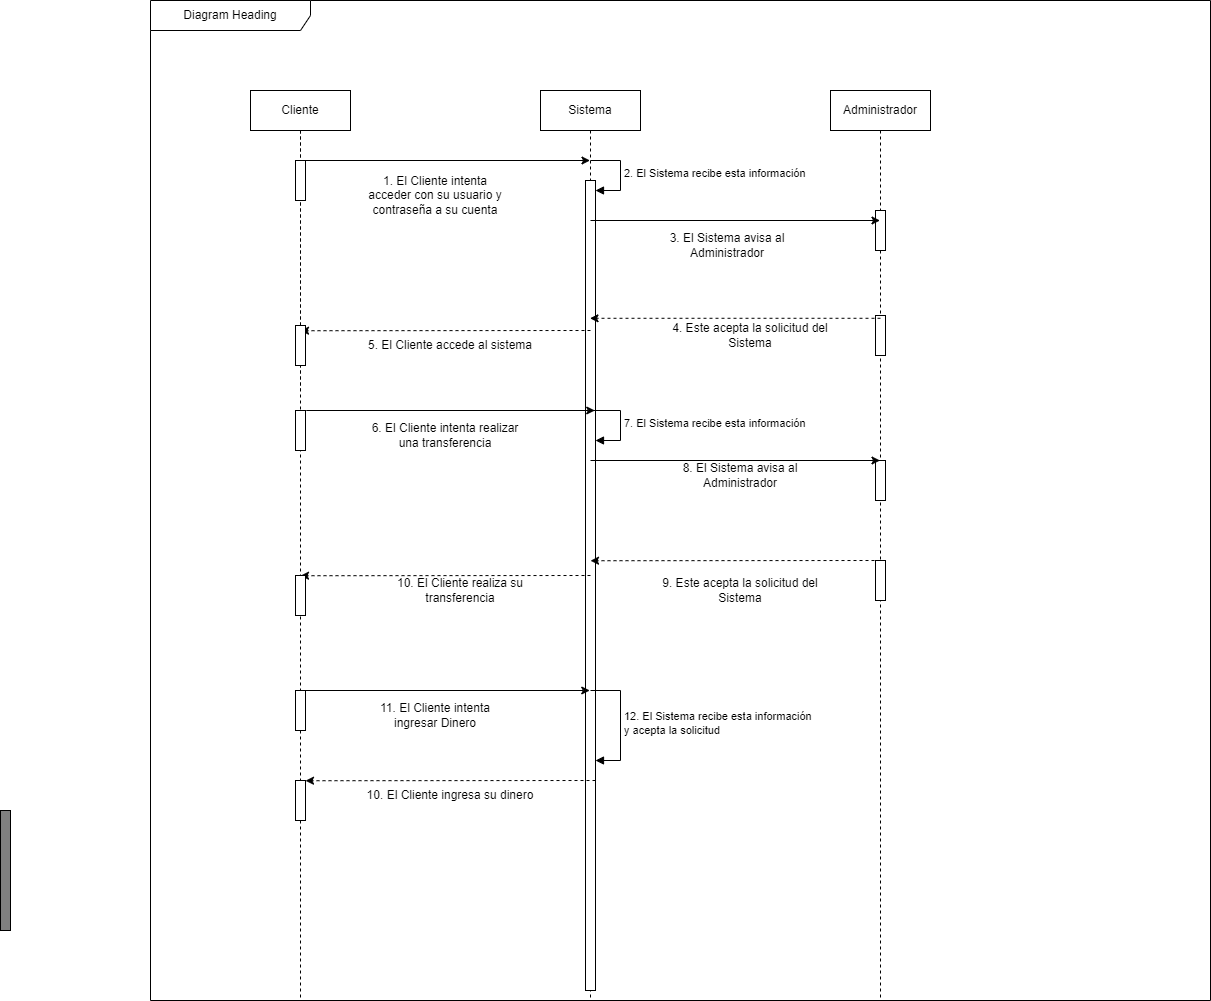 Diagram Heading
Cliente
Sistema
Administrador
1. El Cliente intenta
acceder con su usuario y
contraseña a su cuenta
2. El Sistema recibe esta información
3. El Sistema avisa al
Administrador
4. Este acepta la solicitud del
Sistema
5. El Cliente accede al sistema
6. El Cliente intenta realizar
una transferencia
7. El Sistema recibe esta información
8. El Sistema avisa al
Administrador
9. Este acepta la solicitud del
Sistema
10. El Cliente realiza su
transferencia
11. El Cliente intenta
ingresar Dinero
12. El Sistema recibe esta información
y acepta la solicitud
10. El Cliente ingresa su dinero